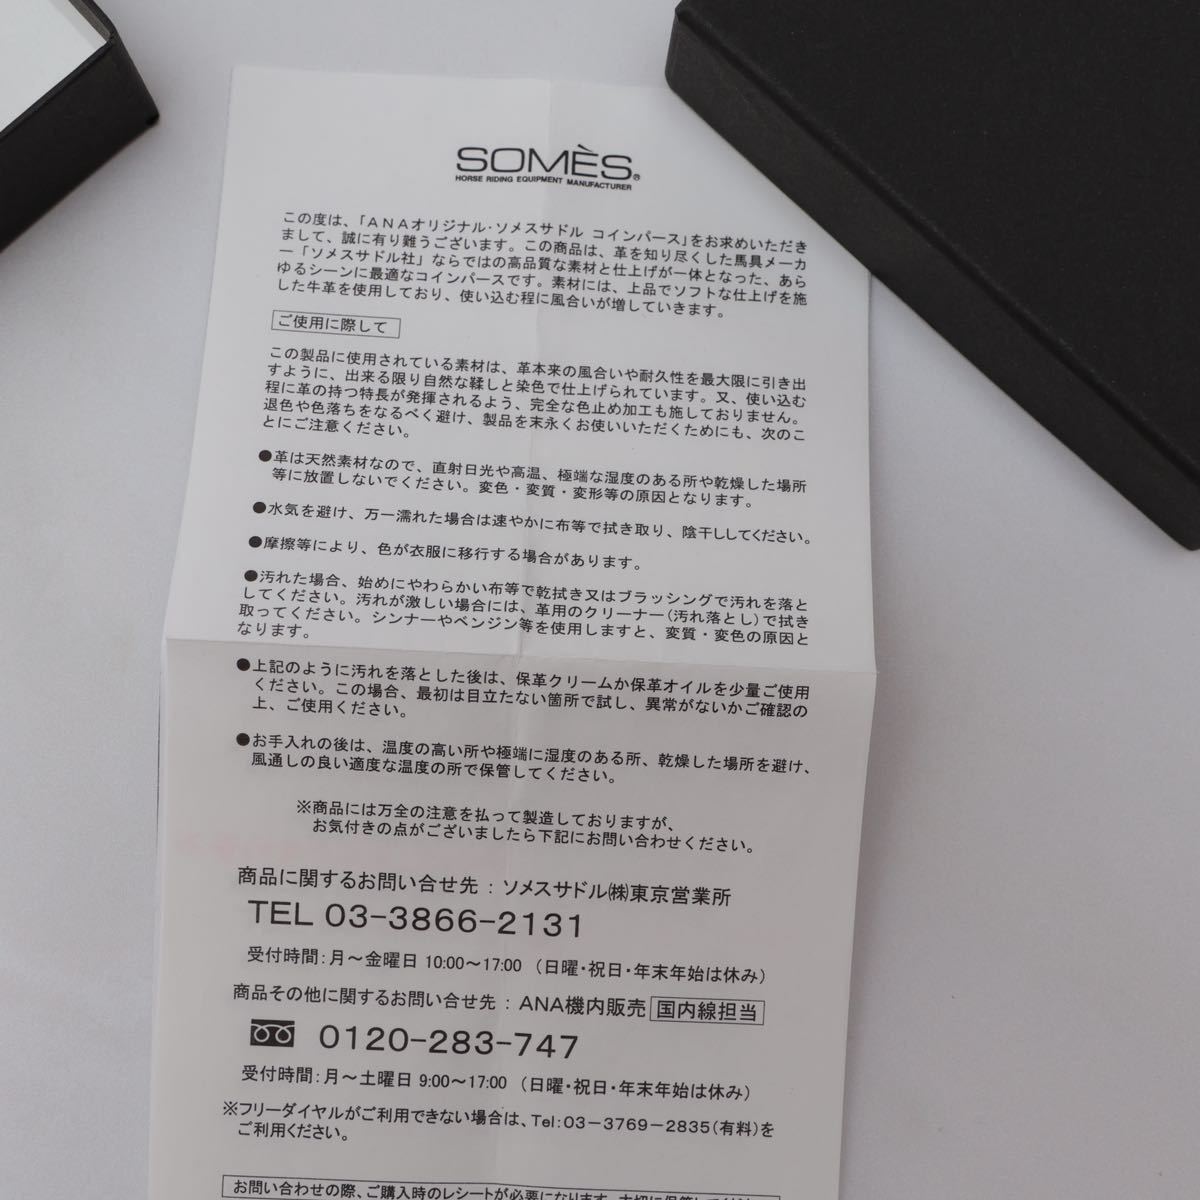 SOMÈS®
HORSE RIDING EQUIPMENT MANUFACTURER
この度は、「ANAオリジナル・ソメスサドル コインパース」をお求めいただき
まして、誠に有り難うございます。この商品は、革を知り尽くした馬具メーカ
ー「ソメスサドル社」ならではの高品質な素材と仕上げが一体となった、あら
ゆるシーンに最適なコインパースです。素材には、上品でソフトな仕上げを施
した牛革を使用しており、使い込む程に風合いが増していきます。
ご使用に際して
この製品に使用されている素材は、革本来の風合いや耐久性を最大限に引き出
すように、出来る限り自然な鞣しと染色で仕上げられています。又、使い込む
程に革の持つ特長が発揮されるよう、完全な色止め加工も施しておりません。
退色や色落ちをなるべく避け、製品を末永くお使いいただくためにも、次のこ
とにご注意ください。
●革は天然素材なので、直射日光や高温、極端な湿度のある所や乾燥した場所
等に放置しないでください。変色・変質・変形等の原因となります。
●水気を避け、万一濡れた場合は速やかに布等で拭き取り、陰干ししてください。
●摩擦等により、色が衣服に移行する場合があります。
●汚れた場合、始めにやわらかい布等で乾拭き又はブラッシングで汚れを落と
してください。汚れが激しい場合には、革用のクリーナー(汚れ落とし)で拭き
取ってください。シンナーやベンジン等を使用しますと、変質・変色の原因と
なります。
●上記のように汚れを落とした後は、保革クリームか保革オイルを少量ご使用
ください。この場合、最初は目立たない箇所で試し、異常がないかご確認の
上、ご使用ください。
●お手入れの後は、温度の高い所や極端に湿度のある所、乾燥した場所を避け、
風通しの良い適度な温度の所で保管してください。
※商品には万全の注意を払って製造しておりますが、
お気付きの点がございましたら下記にお問い合わせください。
商品に関するお問い合せ先 : ソメスサドル㈱東京営業所
TEL 03-3866-2131
受付時間:月〜金曜日 10:00〜17:00 (日曜・祝日・年末年始は休み)
商品その他に関するお問い合せ先 : ANA機内販売 国内線担当
0120-283-747
受付時間:月〜土曜日 9:00〜17:00 (日曜・祝日・年末年始は休み)
※フリーダイヤルがご利用できない場合は、Tel:03-3769-2835(有料)を
ご利用ください。
お問い合わせの際、ご購入時のレシートが必要になります。大切に保管してください